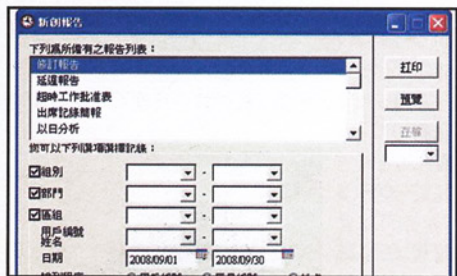 新創報告
下列為所備有之報告列表：
修訂報告
延遲報告
超時工作批准表
出席記錄簡報
以日分析
打印
預覽
您可以下列選項選擇記錄：
組別 -
部門 -
區組 -
用戶編號 -
姓名
日期 2008/09/01 2008/09/30